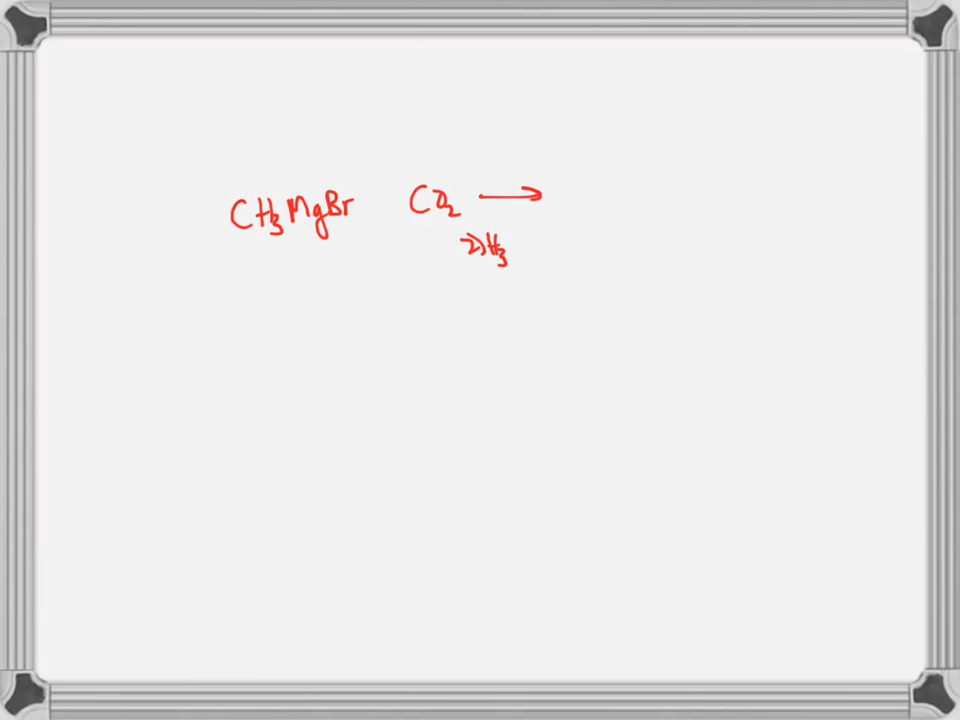 CH₃MgBr CO₂ →
2) H₃